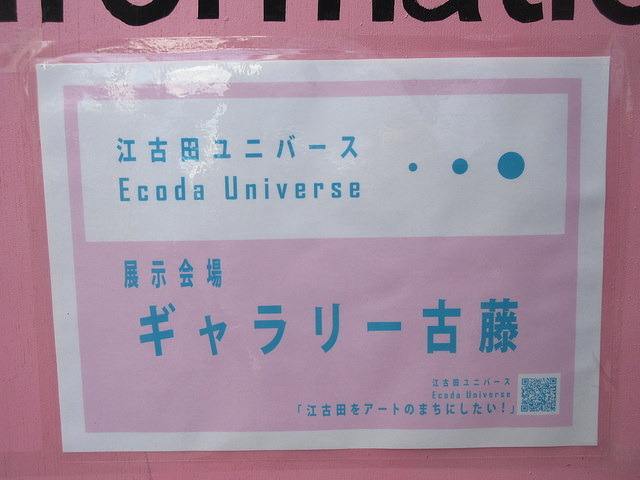 Information
江古田ユニバース
Ecoda Universe
展示会場
ギャラリー古藤
江古田ユニバース
Ecoda Universe
「江古田をアートのまちにしたい!」